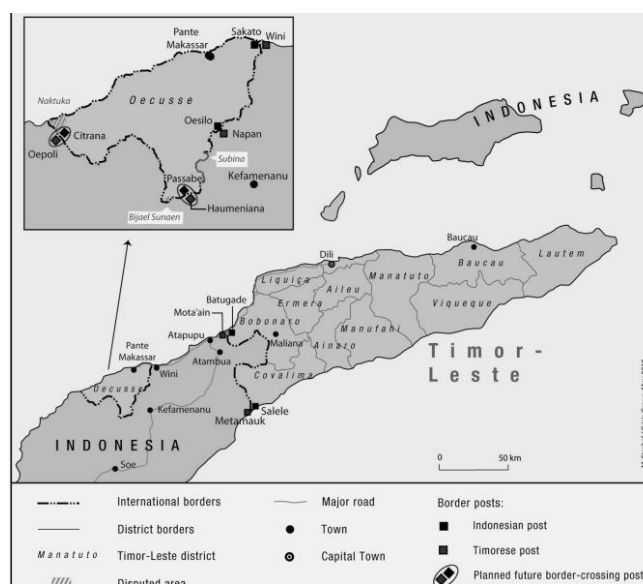 Pante
Makassar
Sakato
Wini
Naktuka
Oecusse
Citrana
Oepoli
Oesilo
Napan
Subina
Passabe
Kefamenanu
Haumeniana
Bijael Sunaen
INDONESIA
Baucau
Dili
Lautem
Baucau
Manatuto
Liquiça
Aileu
Viqueque
Ermera
Batugade
Mota'ain
Bobonaro
Manufahi
Atapupu
Maliana
Ainaro
Pante
Makassar
Atambua
Timor-
Leste
Wini
Covalima
Oecusse
Kefamenanu
Salele
Metamauk
INDONESIA
Soe
0 50 km
International borders
Major road
Border posts:
District borders
Town
Indonesian post
Manatuto
Timor-Leste district
Capital Town
Timorese post
Disputed area
Planned future border-crossing post